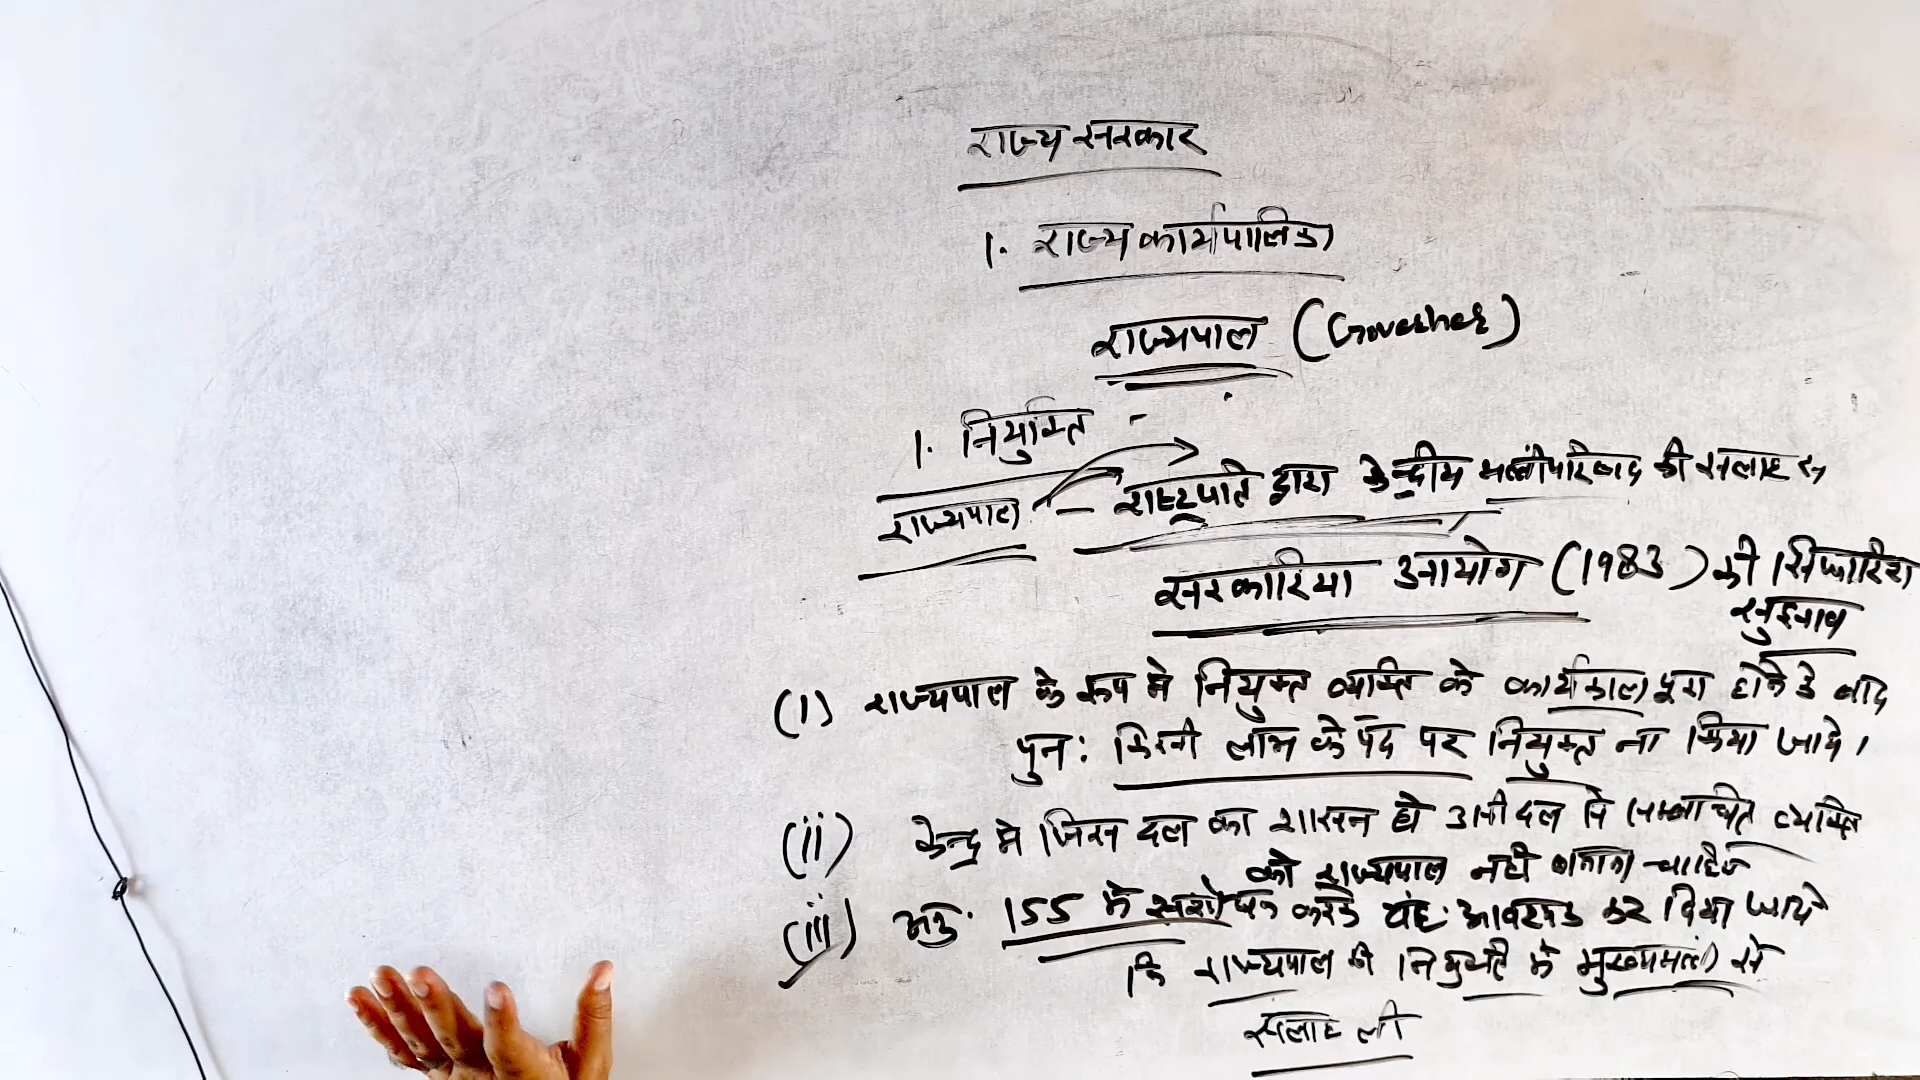 राज्य सरकार
1. राज्य कार्यपालिका
राज्यपाल (Governer)
1. नियुक्ति -
राज्यपाल — राष्ट्रपति द्वारा केन्द्रीय मन्त्रीपरिषद की सलाह से
सरकारिया आयोग (1983) की सिफारिश
सुझाव
(i) राज्यपाल के रूप मे नियुक्त व्यक्ति के कार्यकाल पूरा होने के बाद
पुन: किसी लाभ के पद पर नियुक्त ना किया जावे।
(ii) केन्द्र मे जिस दल का शासन हो उसी दल से सम्बन्धित व्यक्ति
को राज्यपाल नही बनाना चाहिए
(iii) अनु. 155 मे संशोधन करके यह आवश्यक कर दिया जाये
कि राज्यपाल की नियुक्ति मे मुख्यमंत्री से
सलाह ली